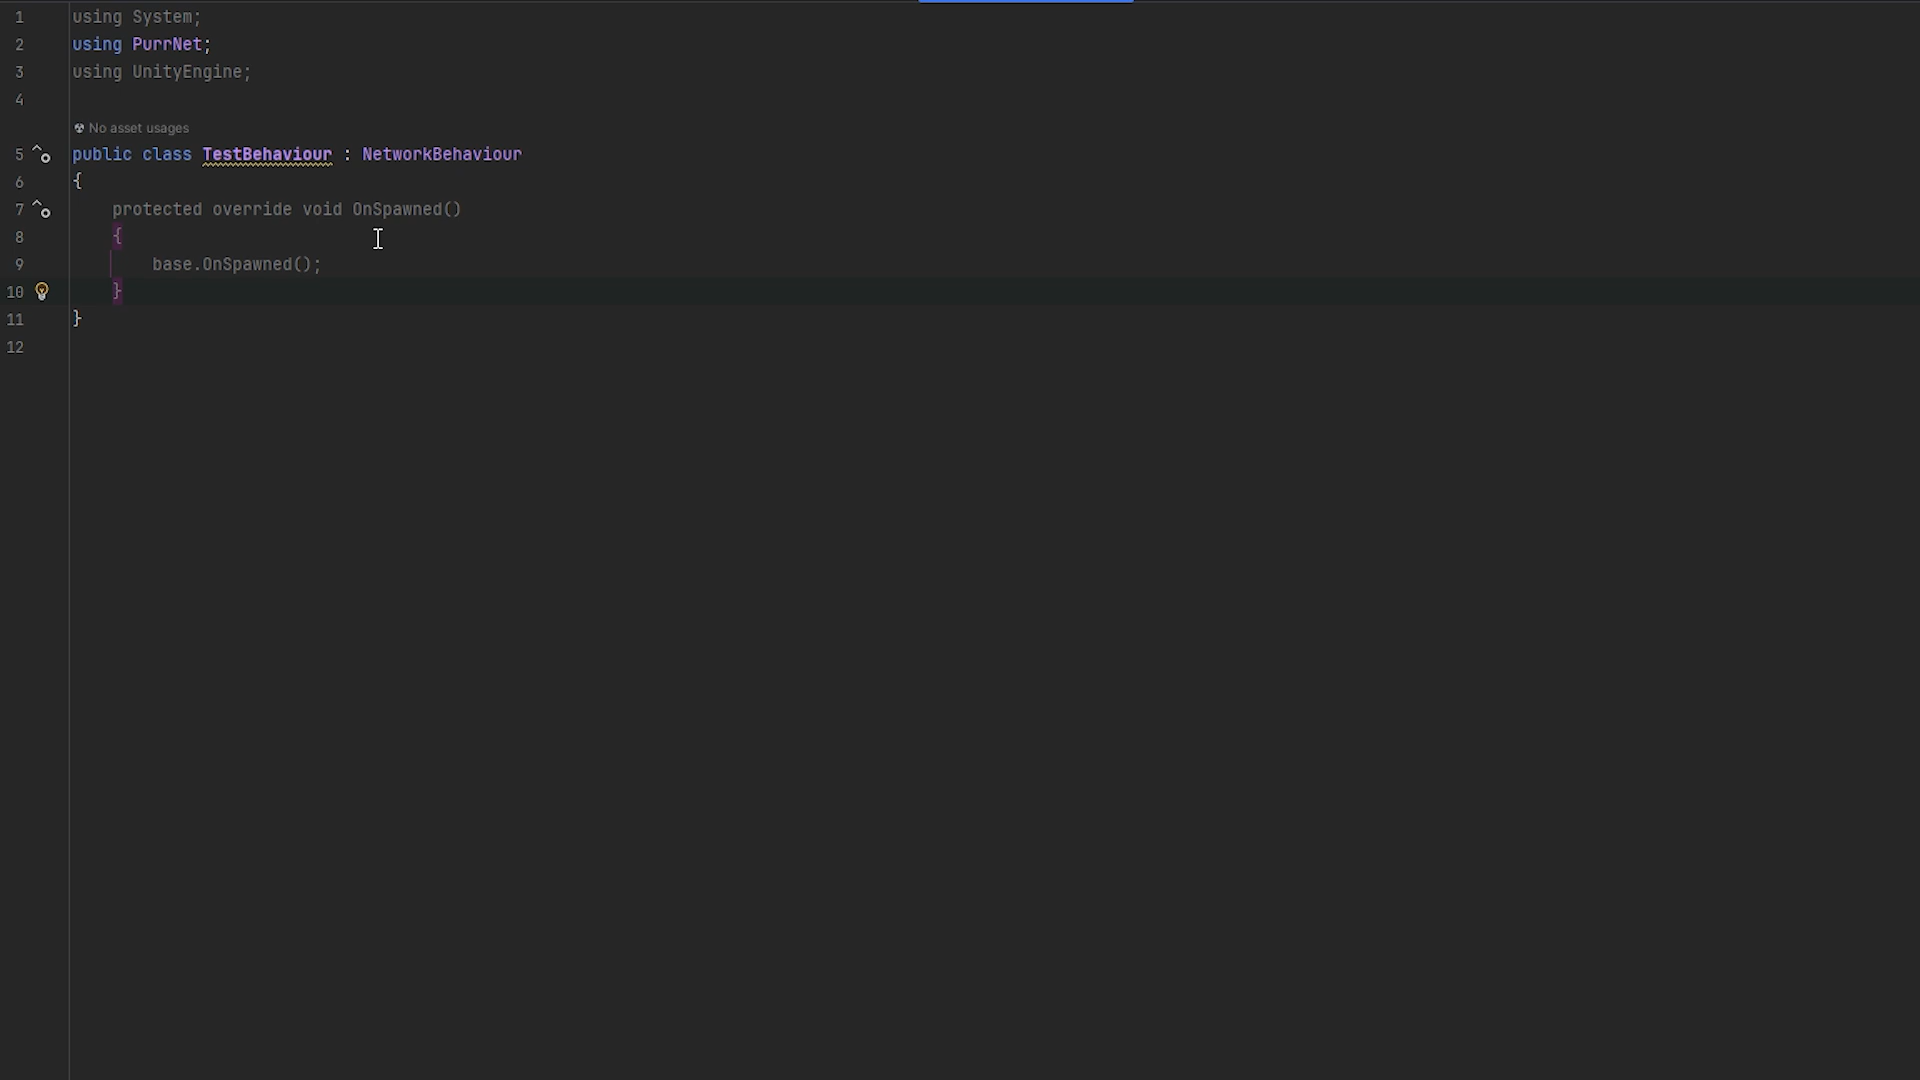 1 using System;
2 using PurrNet;
3 using UnityEngine;
4
No asset usages
5 public class TestBehaviour : NetworkBehaviour
6 {
7 protected override void OnSpawned()
8 {
9 base.OnSpawned();
10 }
11 }
12